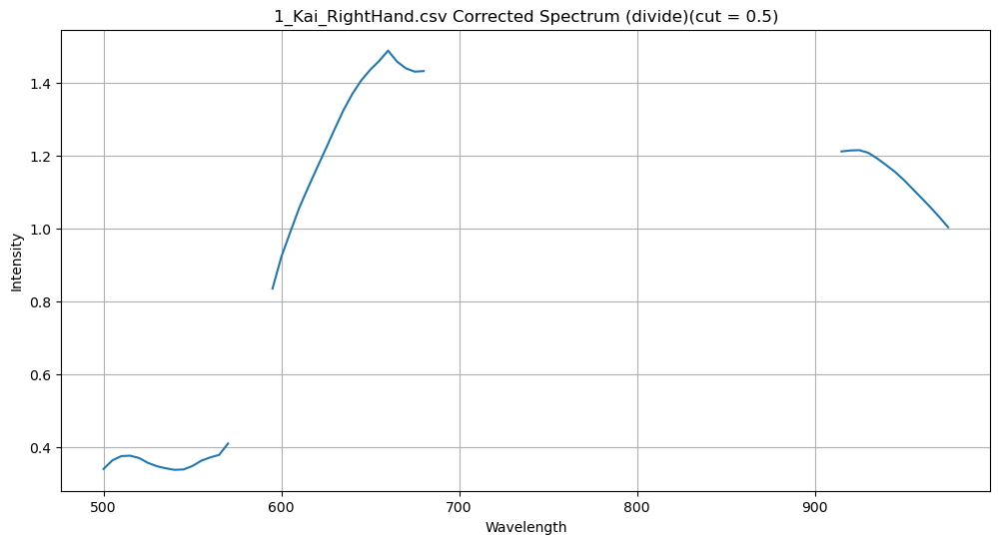 1_Kai_RightHand.csv Corrected Spectrum (divide)(cut = 0.5)
1.4
1.2
1.0
0.8
0.6
0.4
Intensity
500 600 700 800 900
Wavelength